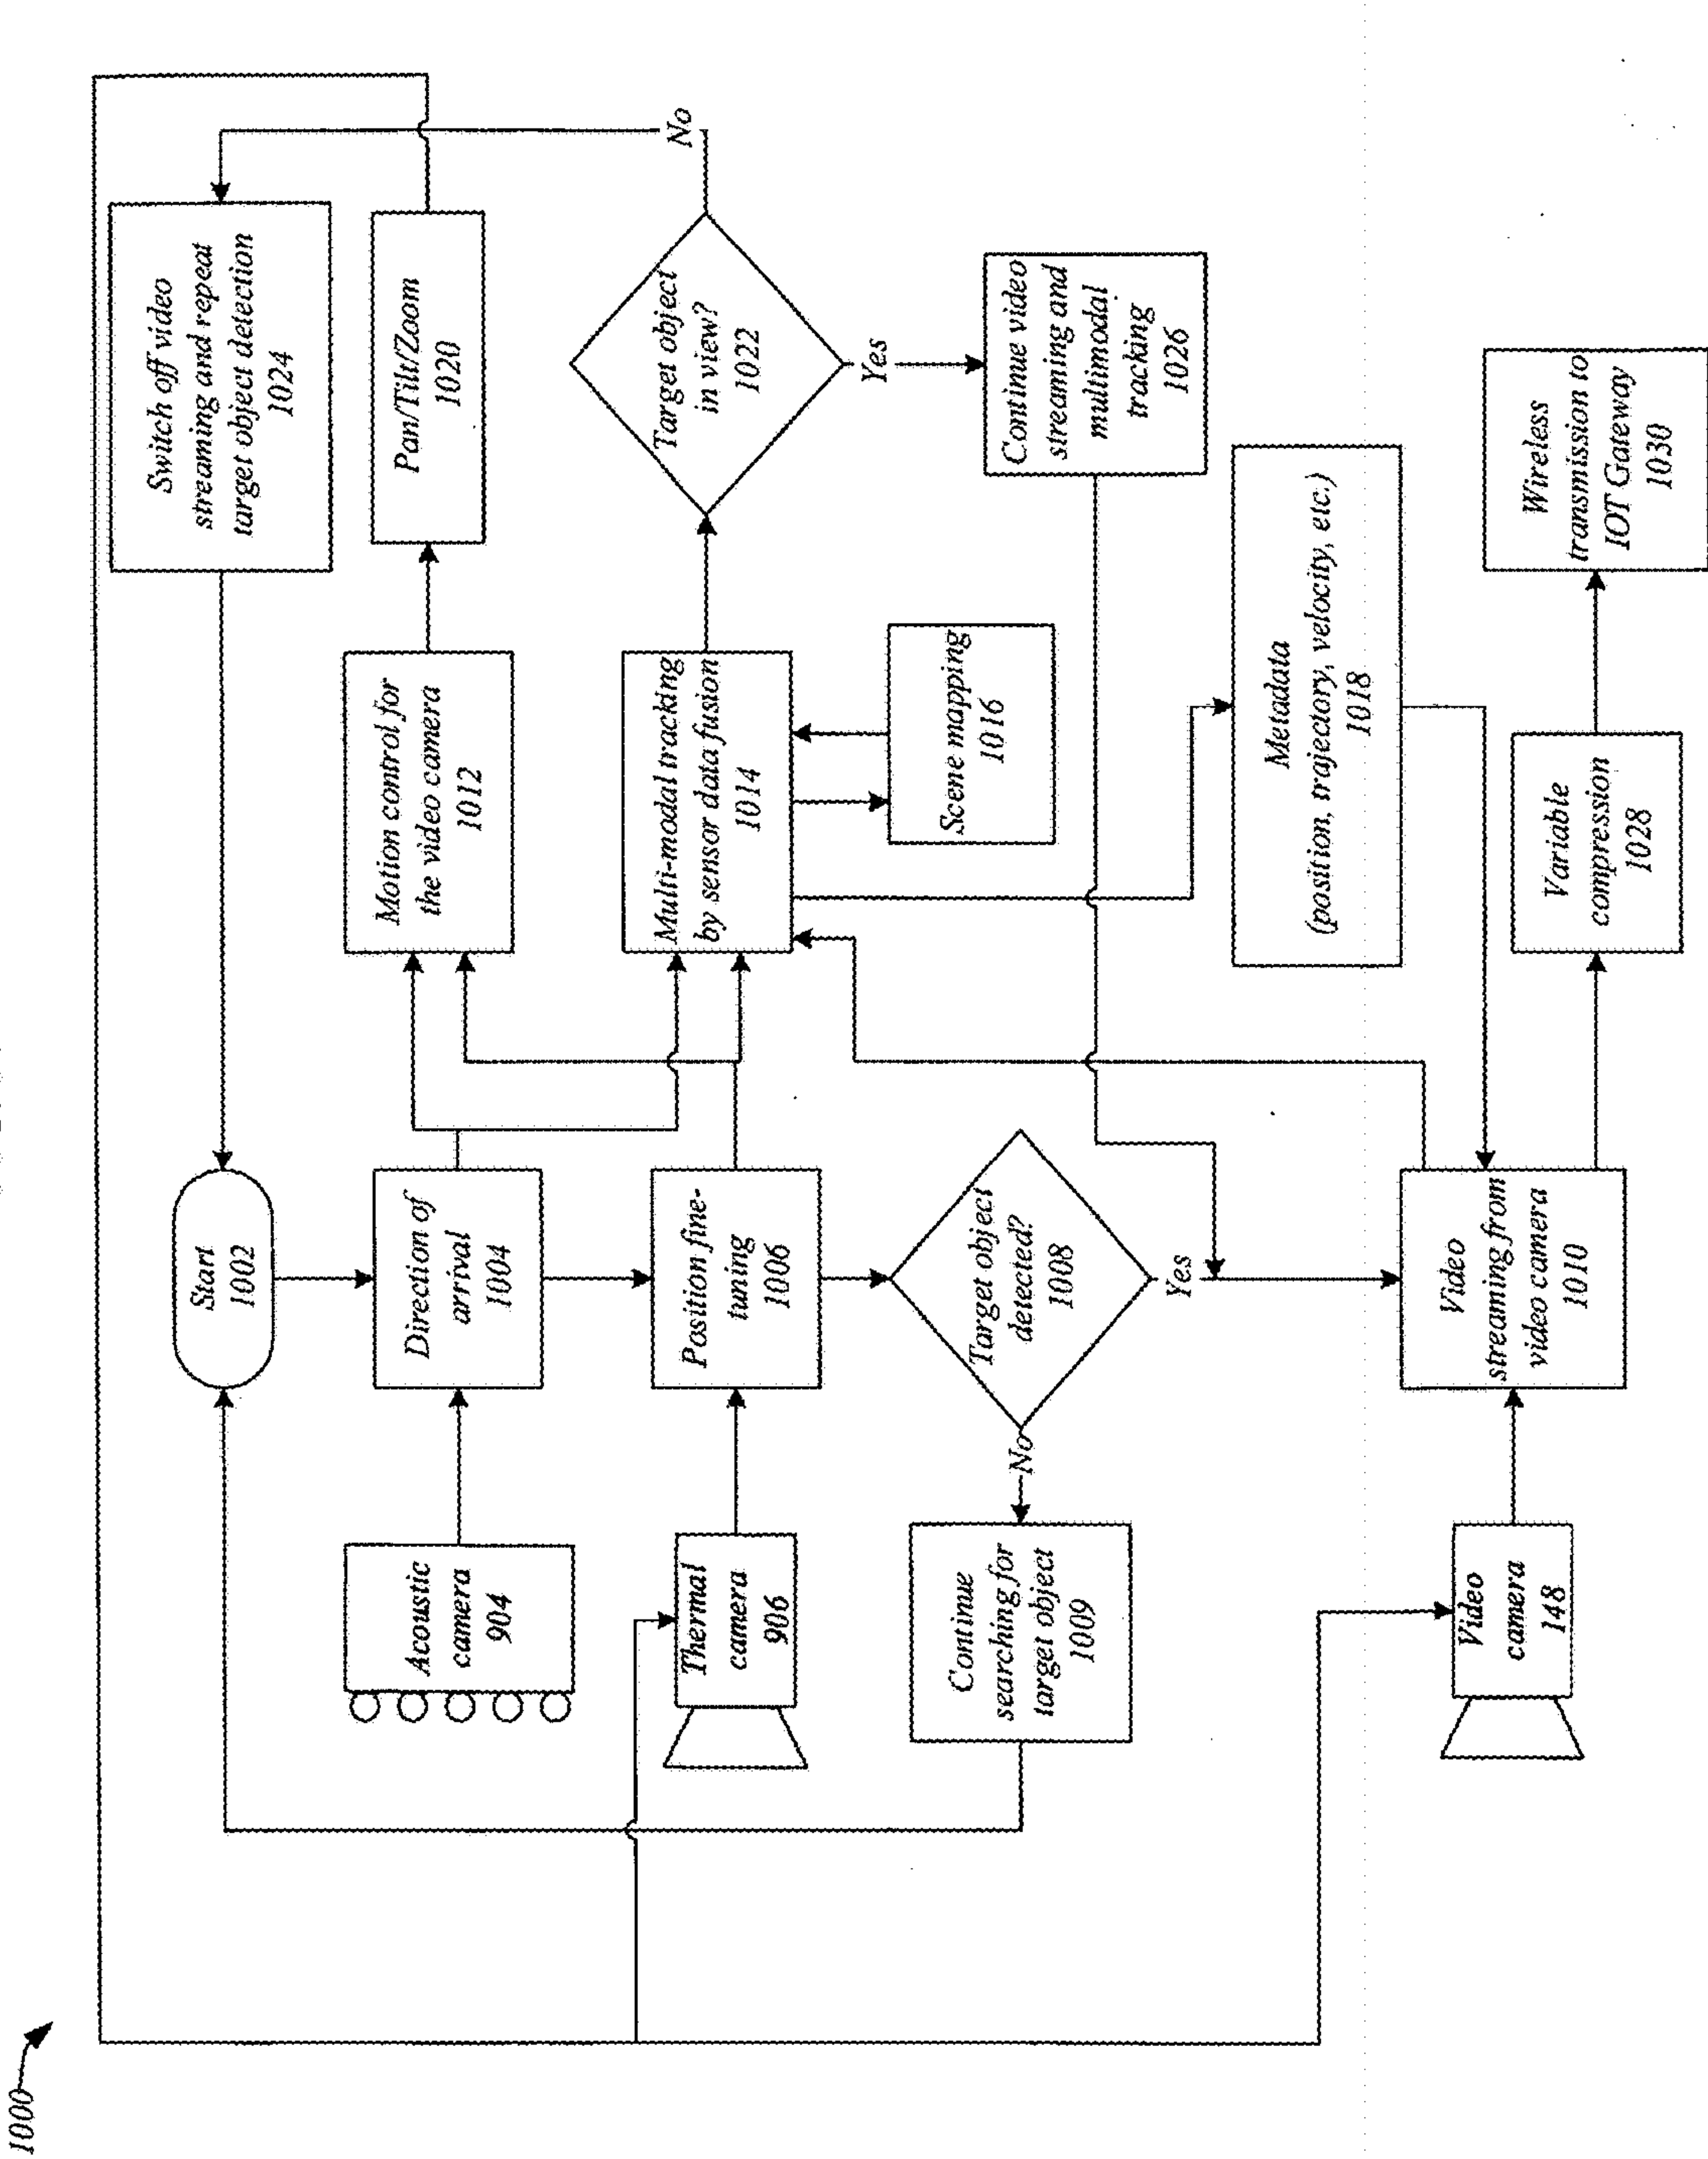 1000
Start
1002
Acoustic
camera
904
Direction of
arrival
1004
Motion control for
the video camera
1012
Pan/Tilt/Zoom
1020
Switch off video
streaming and repeat
target object detection
1024
Thermal
camera
906
Position fine-
tuning
1006
Multi-modal tracking
by sensor data fusion
1014
Target object
in view?
1022
No
Yes
Continue
searching for
target object
1009
No
Target object
detected?
1008
Yes
Scene mapping
1016
Continue video
streaming and
multimodal
tracking
1026
Metadata
(position, trajectory, velocity, etc.)
1018
Video
camera
148
Video
streaming from
video camera
1010
Variable
compression
1028
Wireless
transmission to
IOT Gateway
1030